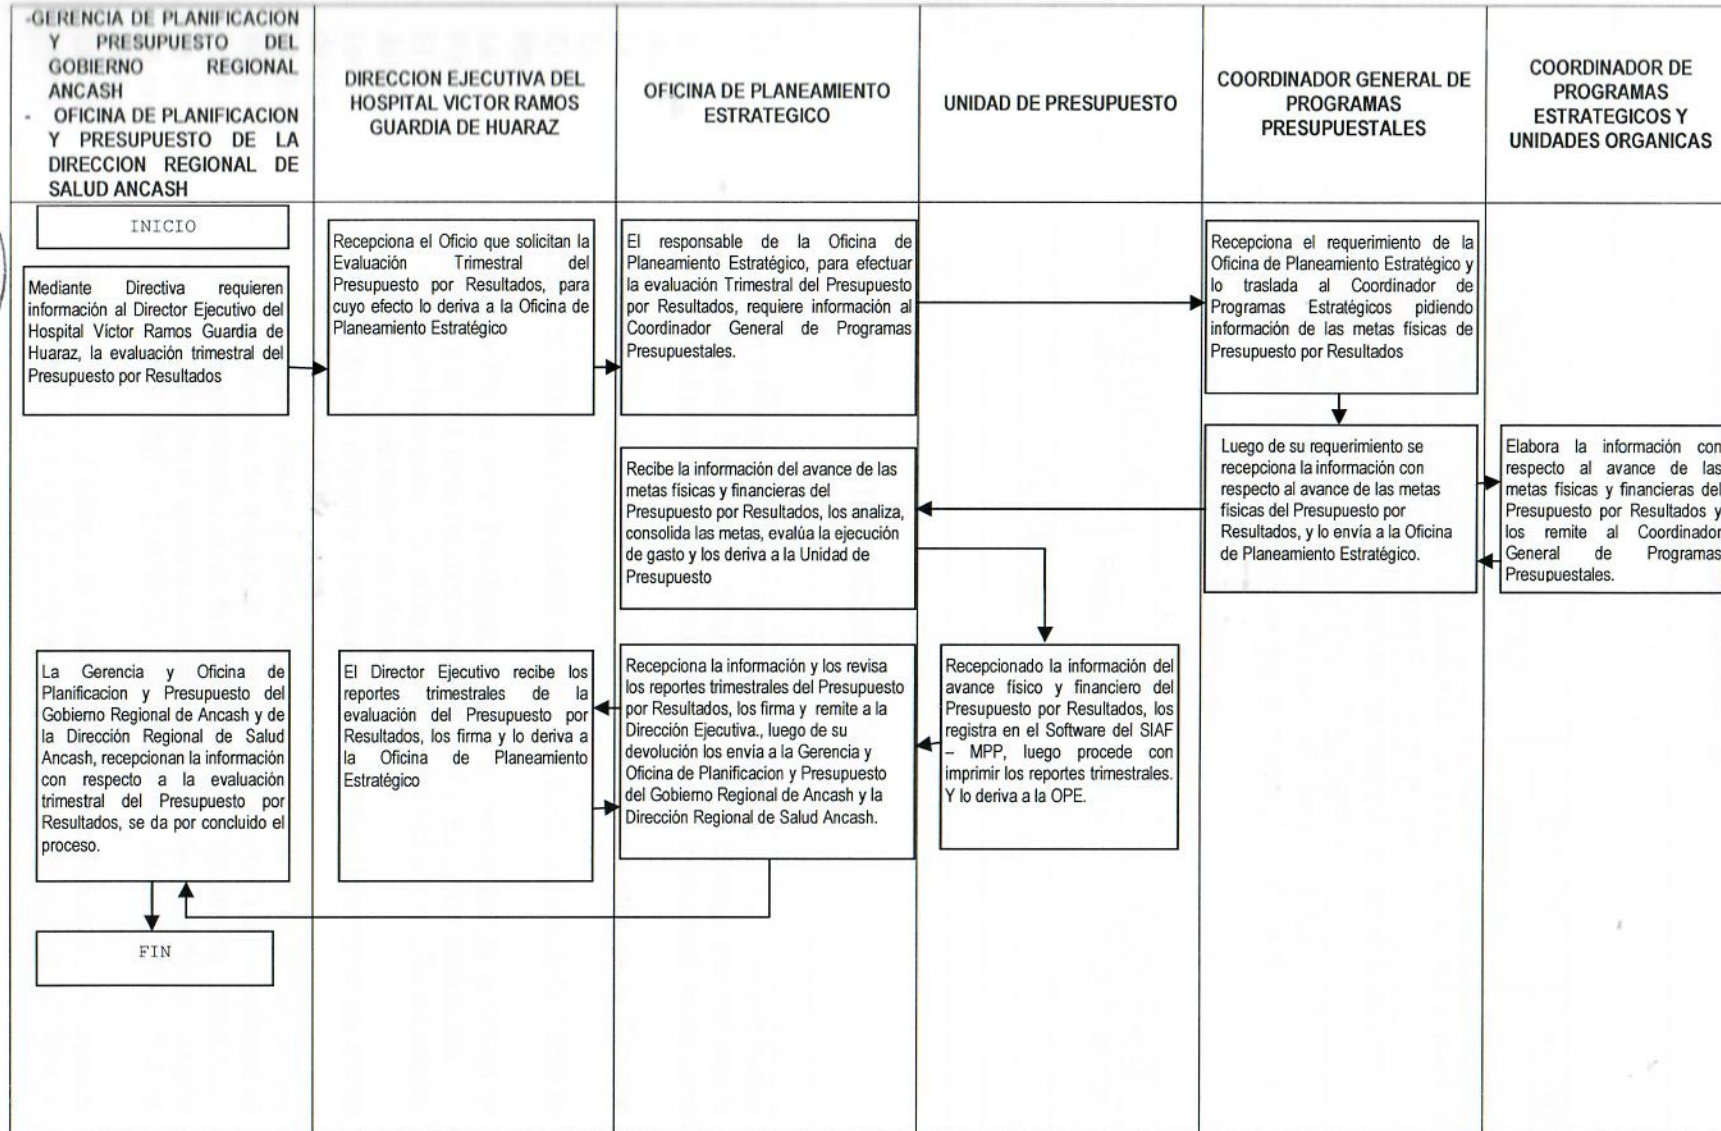 -GERENCIA DE PLANIFICACION
Y PRESUPUESTO DEL
GOBIERNO REGIONAL
ANCASH
- OFICINA DE PLANIFICACION
Y PRESUPUESTO DE LA
DIRECCION REGIONAL DE
SALUD ANCASH
DIRECCION EJECUTIVA DEL
HOSPITAL VICTOR RAMOS
GUARDIA DE HUARAZ
OFICINA DE PLANEAMIENTO
ESTRATEGICO
UNIDAD DE PRESUPUESTO
COORDINADOR GENERAL DE
PROGRAMAS
PRESUPUESTALES
COORDINADOR DE
PROGRAMAS
ESTRATEGICOS Y
UNIDADES ORGANICAS
INICIO
Mediante Directiva requieren
información al Director Ejecutivo del
Hospital Víctor Ramos Guardia de
Huaraz, la evaluación trimestral del
Presupuesto por Resultados
Recepciona el Oficio que solicitan la
Evaluación Trimestral del
Presupuesto por Resultados, para
cuyo efecto lo deriva a la Oficina de
Planeamiento Estratégico
El responsable de la Oficina de
Planeamiento Estratégico, para efectuar
la evaluación Trimestral del Presupuesto
por Resultados, requiere información al
Coordinador General de Programas
Presupuestales.
Recepciona el requerimiento de la
Oficina de Planeamiento Estratégico y
lo traslada al Coordinador de
Programas Estratégicos pidiendo
información de las metas físicas de
Presupuesto por Resultados
Recibe la información del avance de las
metas físicas y financieras del
Presupuesto por Resultados, los analiza,
consolida las metas, evalúa la ejecución
de gasto y los deriva a la Unidad de
Presupuesto
Luego de su requerimiento se
recepciona la información con
respecto al avance de las metas
físicas del Presupuesto por
Resultados, y lo envía a la Oficina
de Planeamiento Estratégico.
Elabora la información con
respecto al avance de las
metas físicas y financieras del
Presupuesto por Resultados y
los remite al Coordinador
General de Programas
Presupuestales.
La Gerencia y Oficina de
Planificacion y Presupuesto del
Gobierno Regional de Ancash y de
la Dirección Regional de Salud
Ancash, recepcionan la información
con respecto a la evaluación
trimestral del Presupuesto por
Resultados, se da por concluido el
proceso.
El Director Ejecutivo recibe los
reportes trimestrales de la
evaluación del Presupuesto por
Resultados, los firma y lo deriva a
la Oficina de Planeamiento
Estratégico
Recepciona la información y los revisa
los reportes trimestrales del Presupuesto
por Resultados, los firma y remite a la
Dirección Ejecutiva., luego de su
devolución los envía a la Gerencia y
Oficina de Planificacion y Presupuesto
del Gobierno Regional de Ancash y la
Dirección Regional de Salud Ancash.
Recepcionado la información del
avance físico y financiero del
Presupuesto por Resultados, los
registra en el Software del SIAF
– MPP, luego procede con
imprimir los reportes trimestrales.
Y lo deriva a la OPE.
FIN